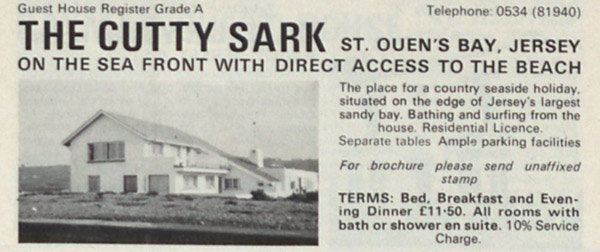 Guest House Register Grade A Telephone: 0534 (81940)
THE CUTTY SARK ST. OUEN'S BAY, JERSEY
ON THE SEA FRONT WITH DIRECT ACCESS TO THE BEACH
The place for a country seaside holiday,
situated on the edge of Jersey's largest
sandy bay. Bathing and surfing from the
house. Residential Licence.
Separate tables Ample parking facilities
For brochure please send unaffixed
stamp
TERMS: Bed, Breakfast and Even-
ing Dinner £11·50. All rooms with
bath or shower en suite. 10% Service
Charge.